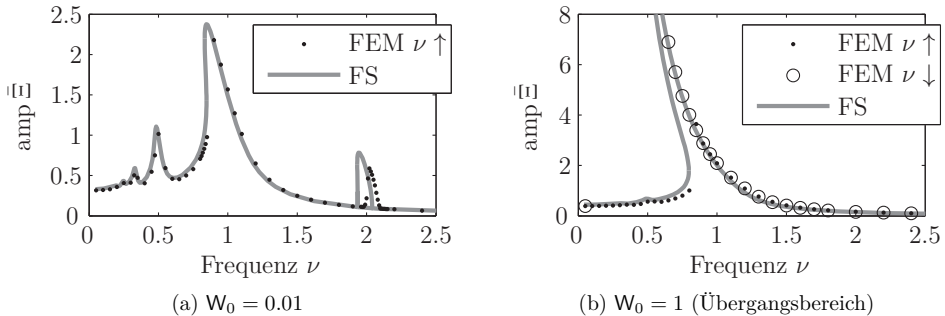 2.5
2
1.5
1
0.5
0
amp Ξ̄
0
0.5
1
1.5
2
2.5
Frequenz ν
FEM ν ↑
FS
(a) W₀ = 0.01
8
6
4
2
0
amp Ξ̄
0
0.5
1
1.5
2
2.5
Frequenz ν
FEM ν ↑
FEM ν ↓
FS
(b) W₀ = 1 (Übergangsbereich)